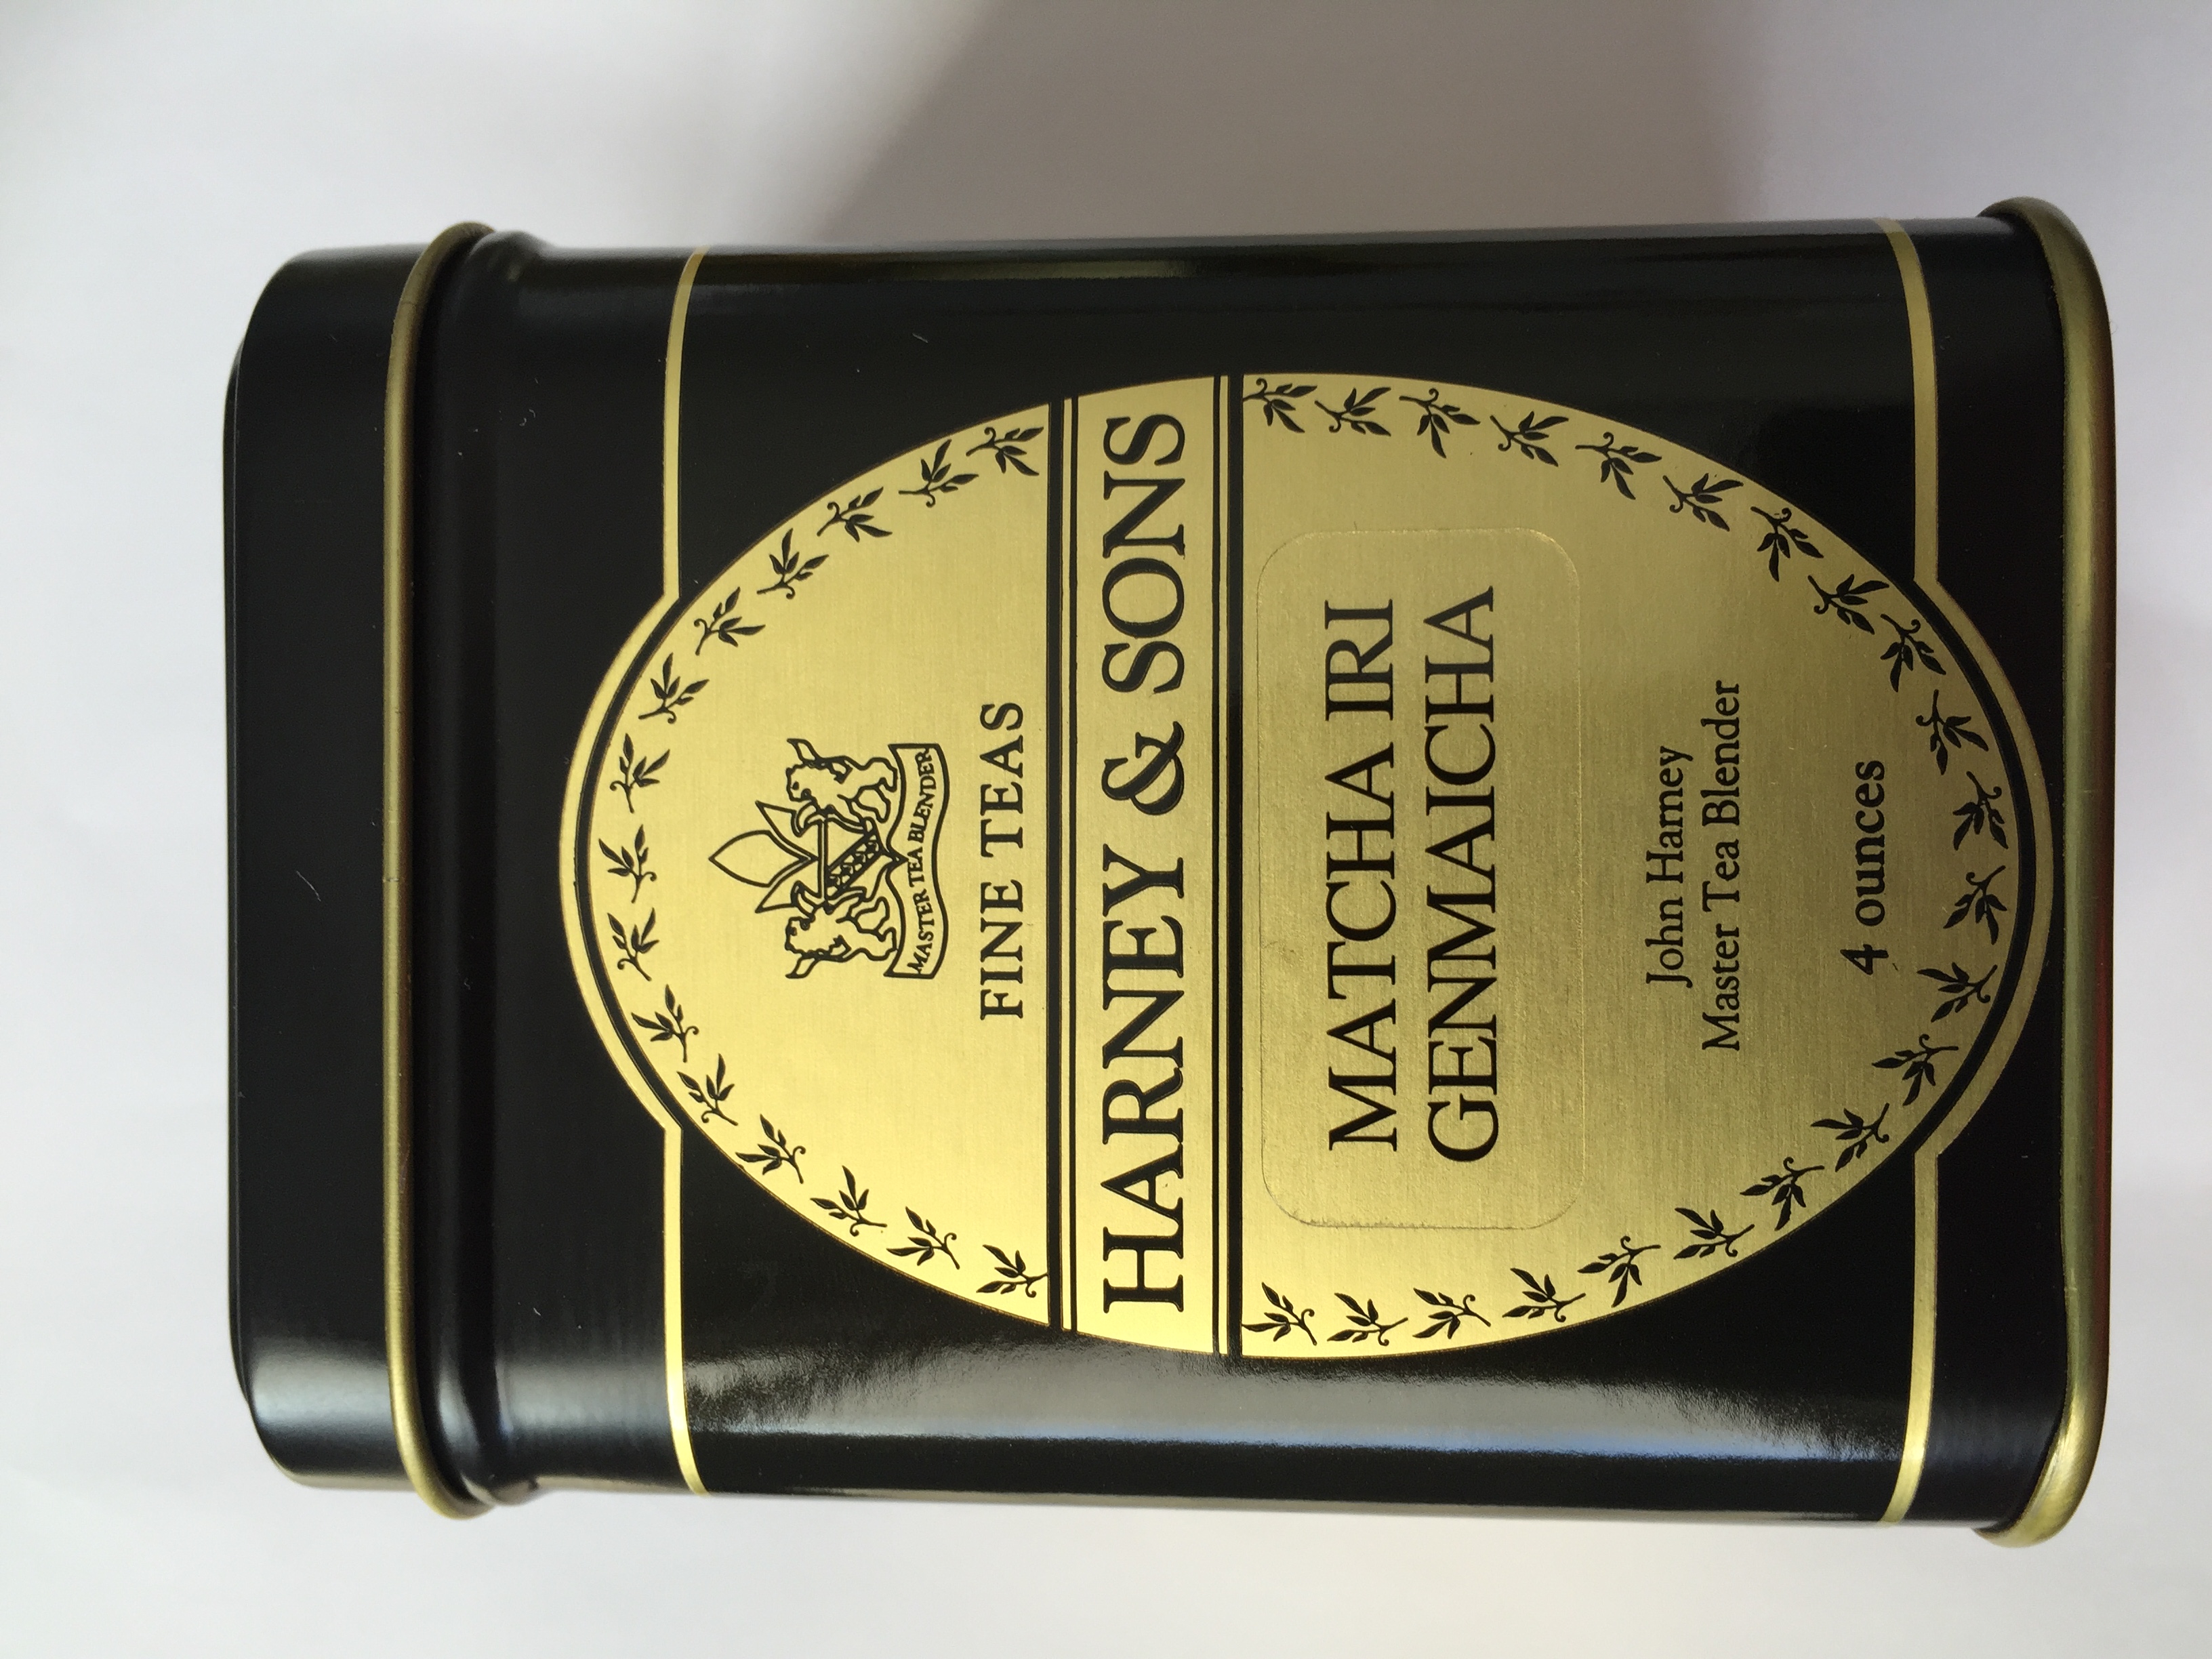 MASTER TEA BLENDER
FINE TEAS
HARNEY & SONS
MATCHA IRI
GENMAICHA
John Harney
Master Tea Blender
4 ounces